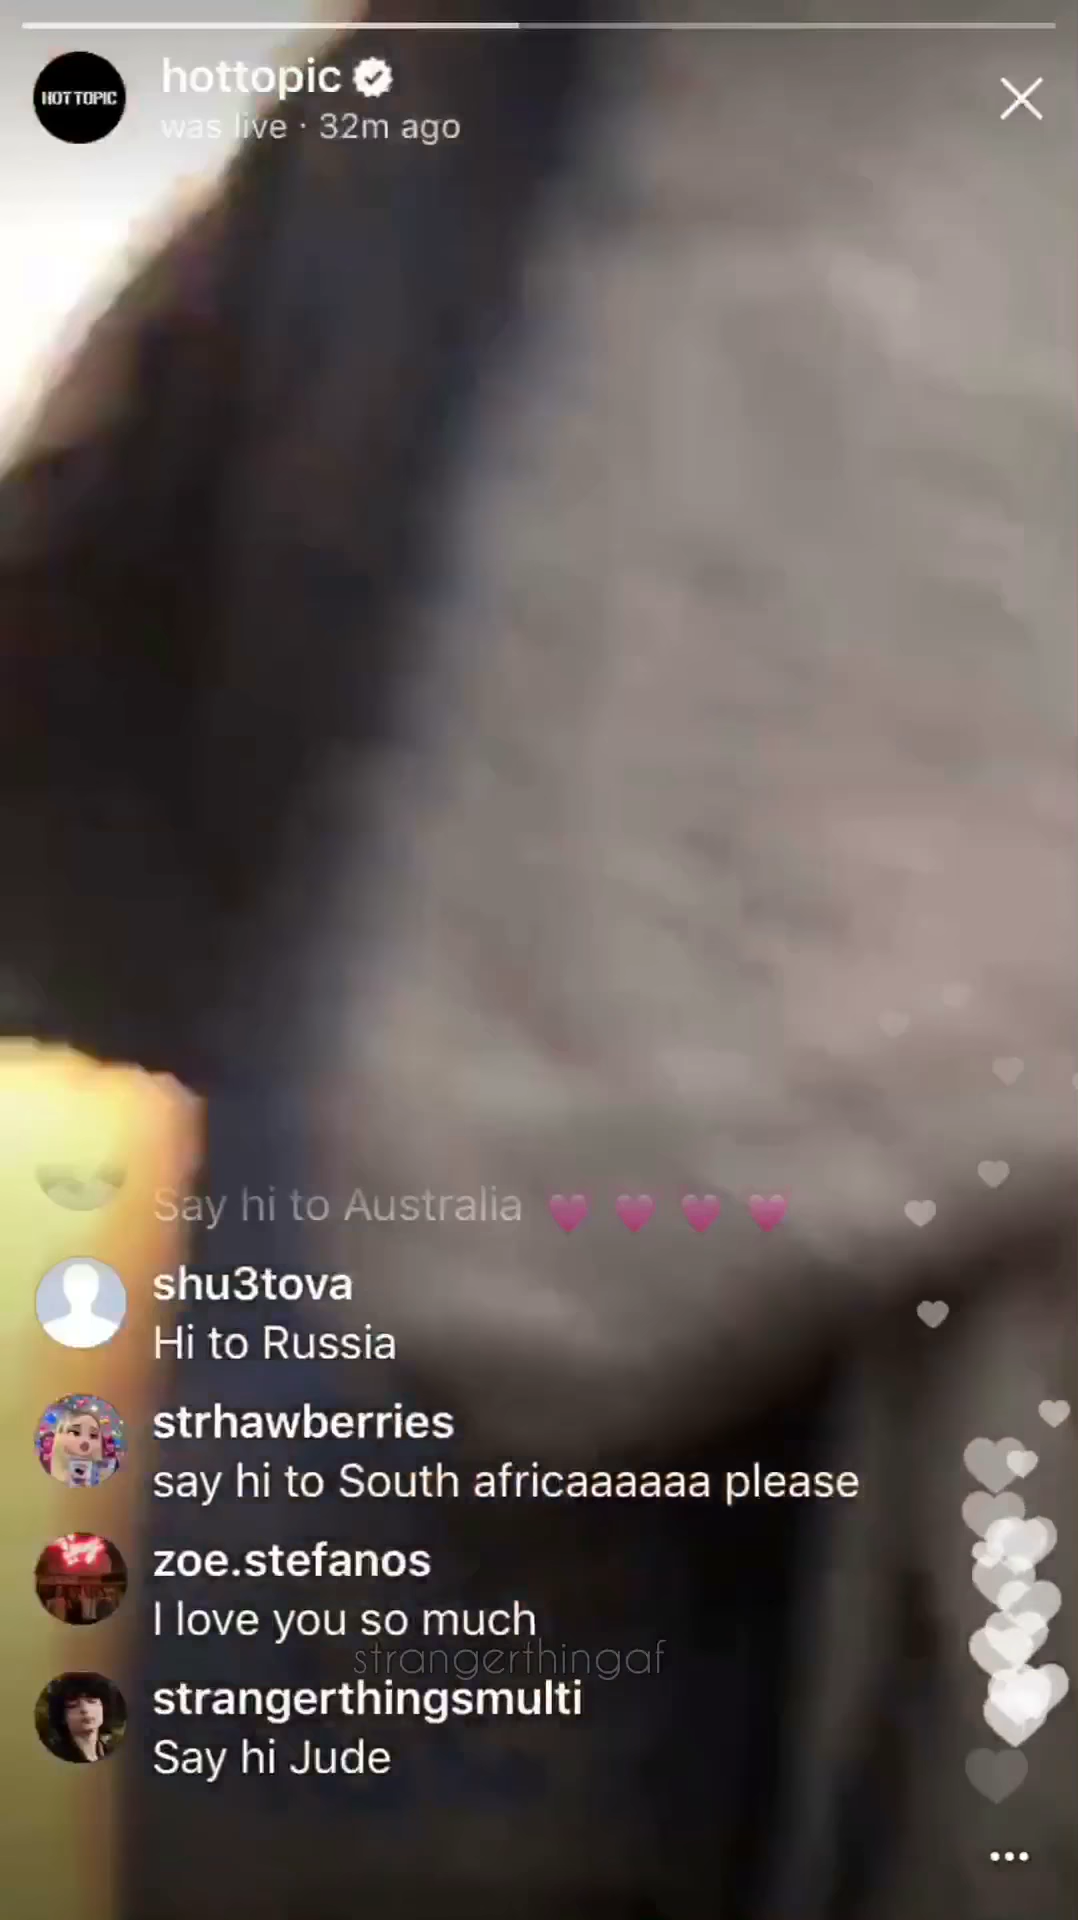 HOT TOPIC
hottopic
was live · 32m ago
Say hi to Australia 💗 💗 💗 💗
shu3tova
Hi to Russia
strhawberries
say hi to South africaaaaaa please
zoe.stefanos
I love you so much
strangerthingaf
strangerthingsmulti
Say hi Jude